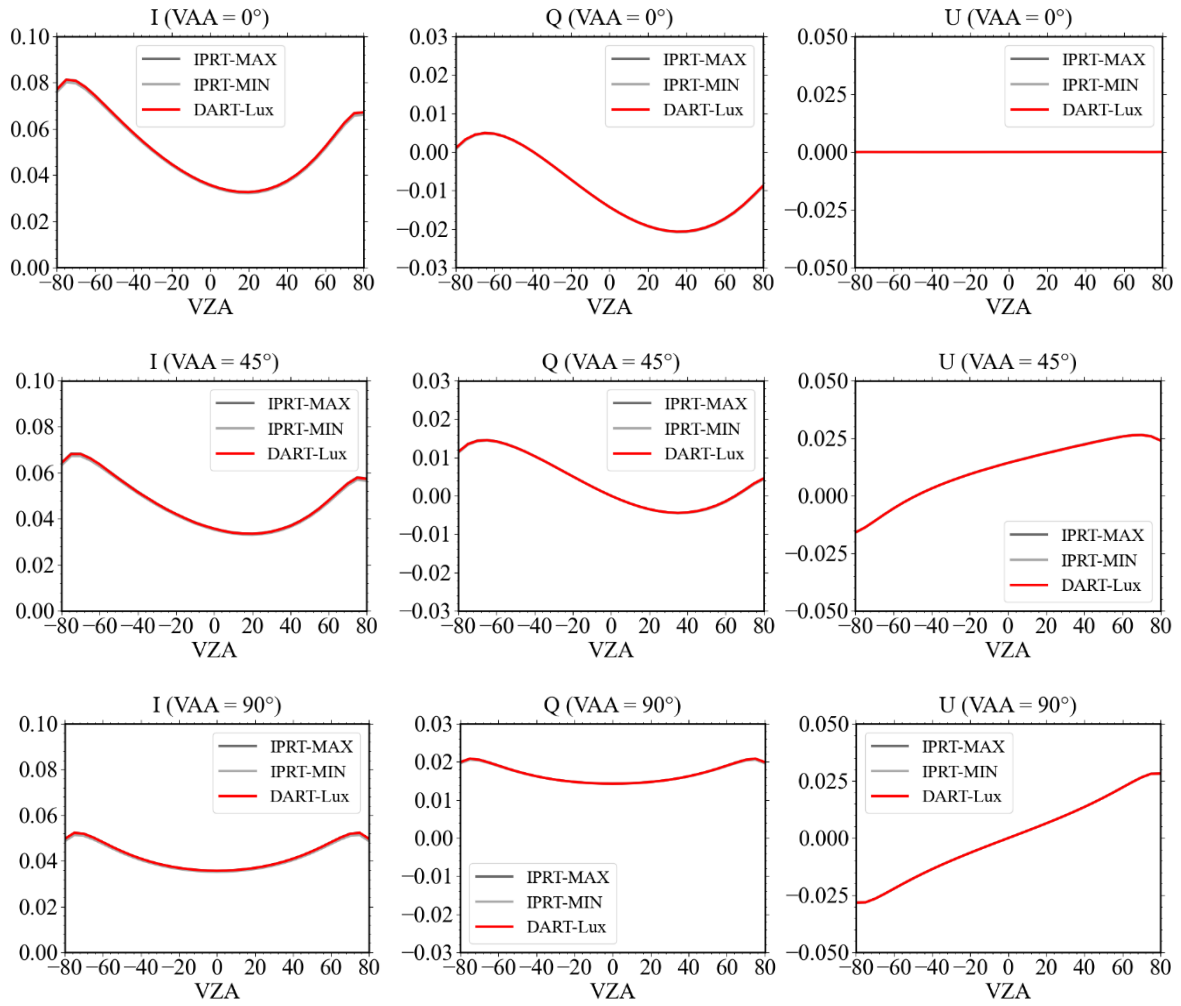 I (VAA = 0°)
0.10
0.08
0.06
0.04
0.02
0.00
IPRT-MAX
IPRT-MIN
DART-Lux
−80 −60 −40 −20 0 20 40 60 80
VZA
Q (VAA = 0°)
0.03
0.02
0.01
0.00
−0.01
−0.02
−0.03
IPRT-MAX
IPRT-MIN
DART-Lux
−80 −60 −40 −20 0 20 40 60 80
VZA
U (VAA = 0°)
0.050
0.025
0.000
−0.025
−0.050
IPRT-MAX
IPRT-MIN
DART-Lux
−80 −60 −40 −20 0 20 40 60 80
VZA
I (VAA = 45°)
0.10
0.08
0.06
0.04
0.02
0.00
IPRT-MAX
IPRT-MIN
DART-Lux
−80 −60 −40 −20 0 20 40 60 80
VZA
Q (VAA = 45°)
0.03
0.02
0.01
0.00
−0.01
−0.02
−0.03
IPRT-MAX
IPRT-MIN
DART-Lux
−80 −60 −40 −20 0 20 40 60 80
VZA
U (VAA = 45°)
0.050
0.025
0.000
−0.025
−0.050
IPRT-MAX
IPRT-MIN
DART-Lux
−80 −60 −40 −20 0 20 40 60 80
VZA
I (VAA = 90°)
0.10
0.08
0.06
0.04
0.02
0.00
IPRT-MAX
IPRT-MIN
DART-Lux
−80 −60 −40 −20 0 20 40 60 80
VZA
Q (VAA = 90°)
0.03
0.02
0.01
0.00
−0.01
−0.02
−0.03
IPRT-MAX
IPRT-MIN
DART-Lux
−80 −60 −40 −20 0 20 40 60 80
VZA
U (VAA = 90°)
0.050
0.025
0.000
−0.025
−0.050
IPRT-MAX
IPRT-MIN
DART-Lux
−80 −60 −40 −20 0 20 40 60 80
VZA